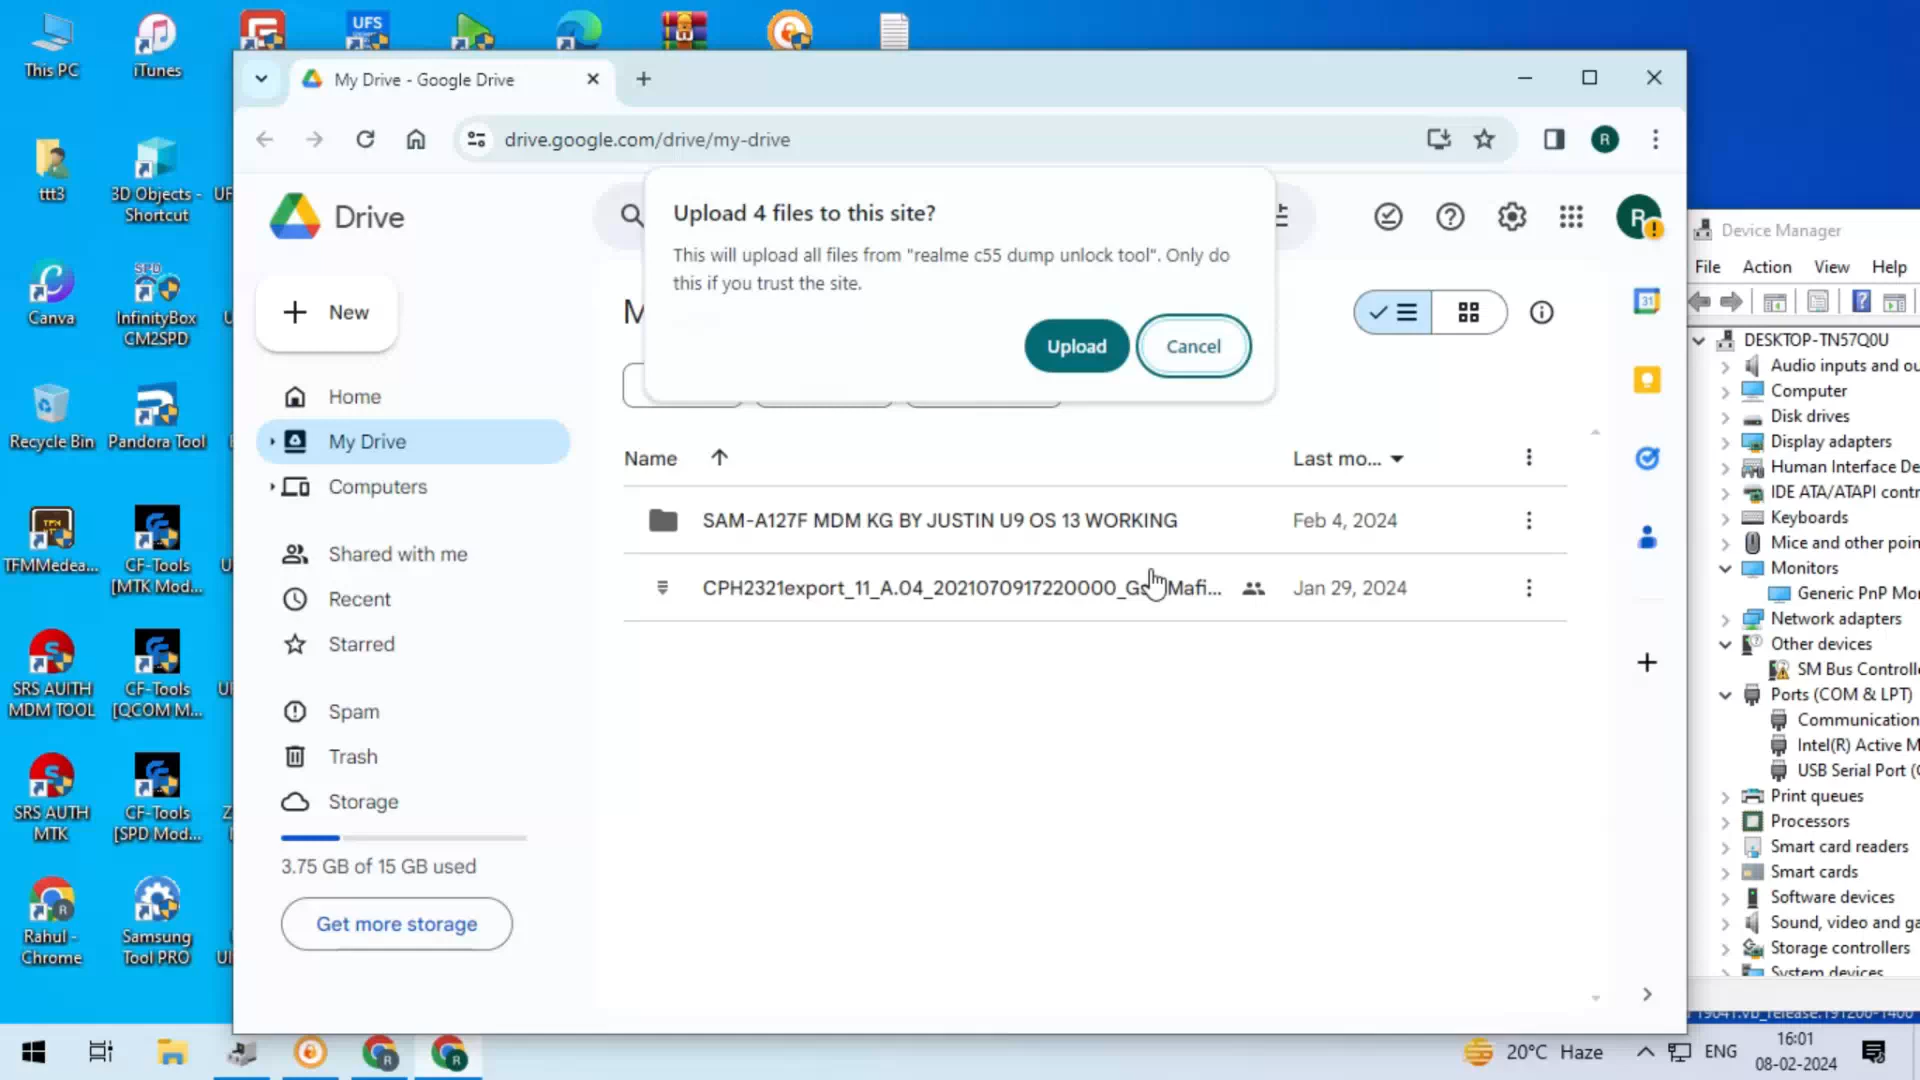 This PC
iTunes
UFS
ttt3
3D Objects -
Shortcut
Canva
SPD
InfinityBox
CM2SPD
Recycle Bin
Pandora Tool
TFMMedea...
CF-Tools
[MTK Mod...
SRS AUITH
MDM TOOL
CF-Tools
[QCOM M...
SRS AUTH
MTK
CF-Tools
[SPD Mod...
Rahul -
Chrome
Samsung
Tool PRO
My Drive - Google Drive
drive.google.com/drive/my-drive
R
Drive
R
New
Home
My Drive
Computers
Shared with me
Recent
Starred
Spam
Trash
Storage
3.75 GB of 15 GB used
Get more storage
Upload 4 files to this site?
This will upload all files from "realme c55 dump unlock tool". Only do
this if you trust the site.
Upload
Cancel
Name
Last mo...
SAM-A127F MDM KG BY JUSTIN U9 OS 13 WORKING
Feb 4, 2024
CPH2321export_11_A.04_2021070917220000_Gs Mafi...
Jan 29, 2024
31
Device Manager
File Action View Help
DESKTOP-TN57Q0U
Audio inputs and ou
Computer
Disk drives
Display adapters
Human Interface De
IDE ATA/ATAPI contr
Keyboards
Mice and other poin
Monitors
Generic PnP Mo
Network adapters
Other devices
SM Bus Controlle
Ports (COM & LPT)
Communication
Intel(R) Active M
USB Serial Port (C
Print queues
Processors
Smart card readers
Smart cards
Software devices
Sound, video and ga
Storage controllers
System devices
19041.vb_release.191206-1406
20°C Haze
ENG
16:01
08-02-2024